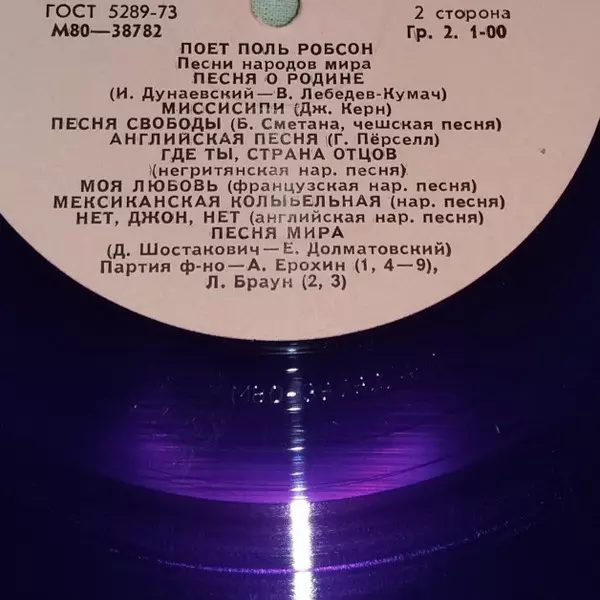 ГОСТ 5289-73
2 сторона
М80—38782
Гр. 2. 1-00
ПОЕТ ПОЛЬ РОБСОН
Песни народов мира
ПЕСНЯ О РОДИНЕ
(И. Дунаевский—В. Лебедев-Кумач)
МИССИСИПИ (Дж. Керн)
ПЕСНЯ СВОБОДЫ (Б. Сметана, чешская песня)
АНГЛИЙСКАЯ ПЕСНЯ (Г. Пёрселл)
ГДЕ ТЫ, СТРАНА ОТЦОВ
(негритянская нар. песня)
МОЯ ЛЮБОВЬ (французская нар. песня)
МЕКСИКАНСКАЯ КОЛЫБЕЛЬНАЯ (нар. песня)
НЕТ, ДЖОН, НЕТ (английская нар. песня)
ПЕСНЯ МИРА
(Д. Шостакович—Е. Долматовский)
Партия ф-но—А. Ерохин (1, 4—9),
Л. Браун (2, 3)